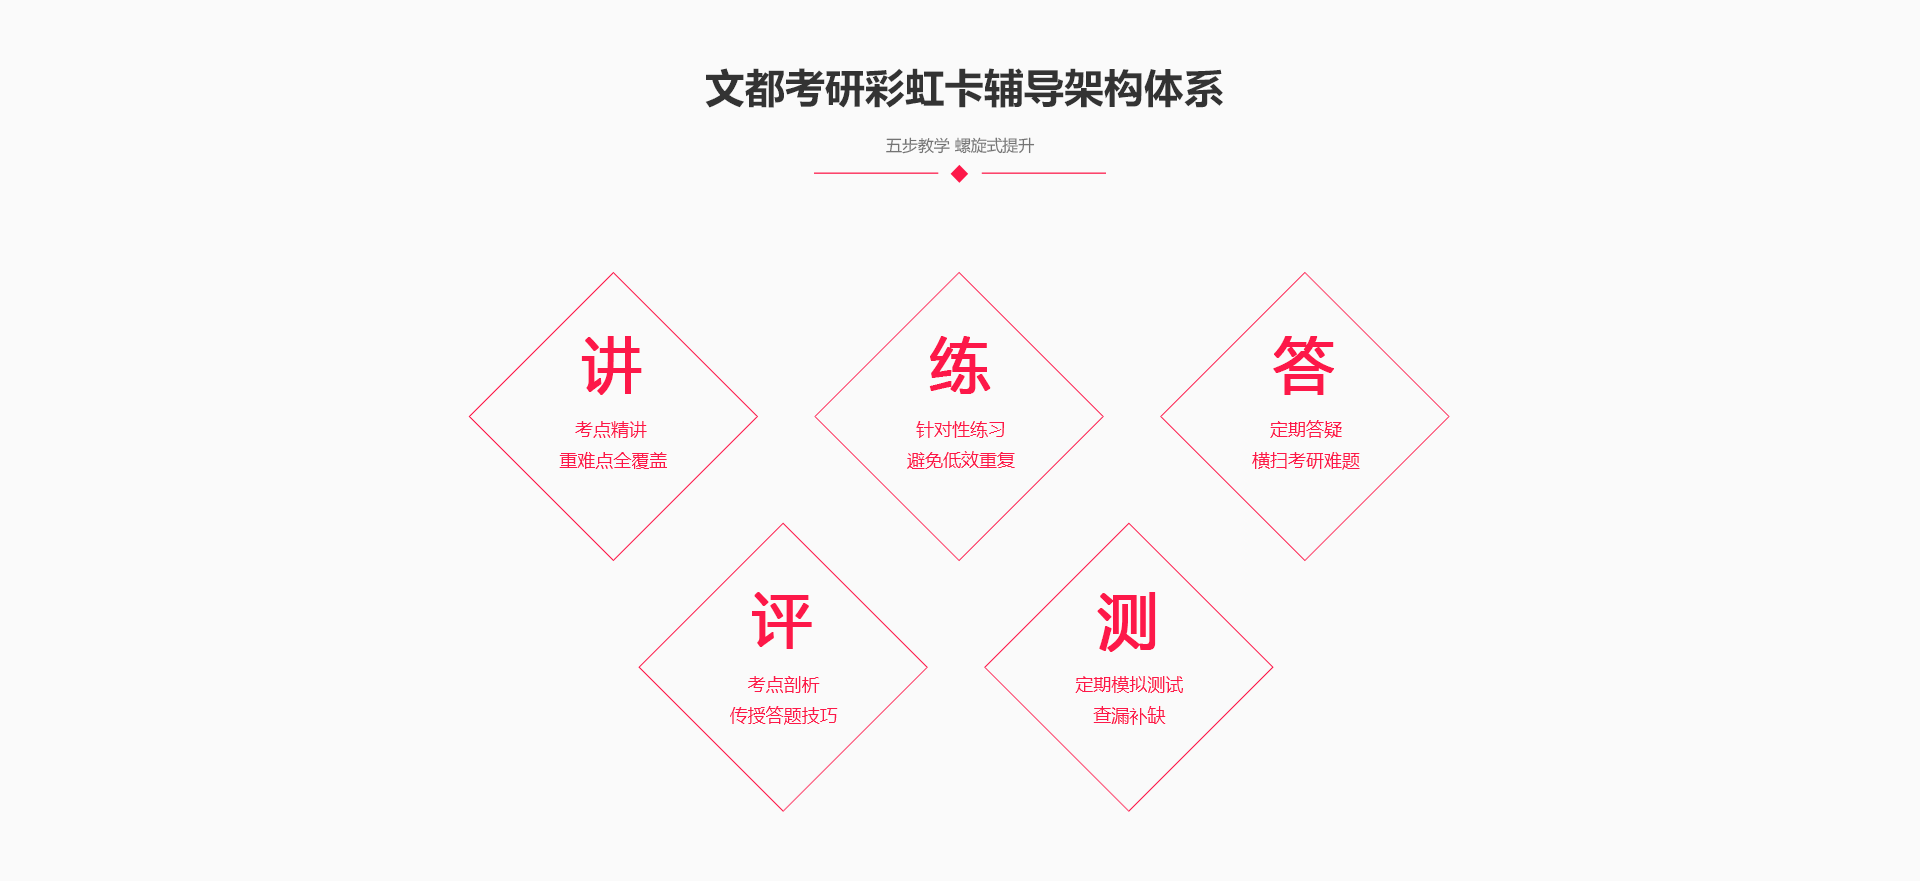 文都考研彩虹卡辅导架构体系
五步教学 螺旋式提升
讲
考点精讲
重难点全覆盖
练
针对性练习
避免低效重复
答
定期答疑
横扫考研难题
评
考点剖析
传授答题技巧
测
定期模拟测试
查漏补缺